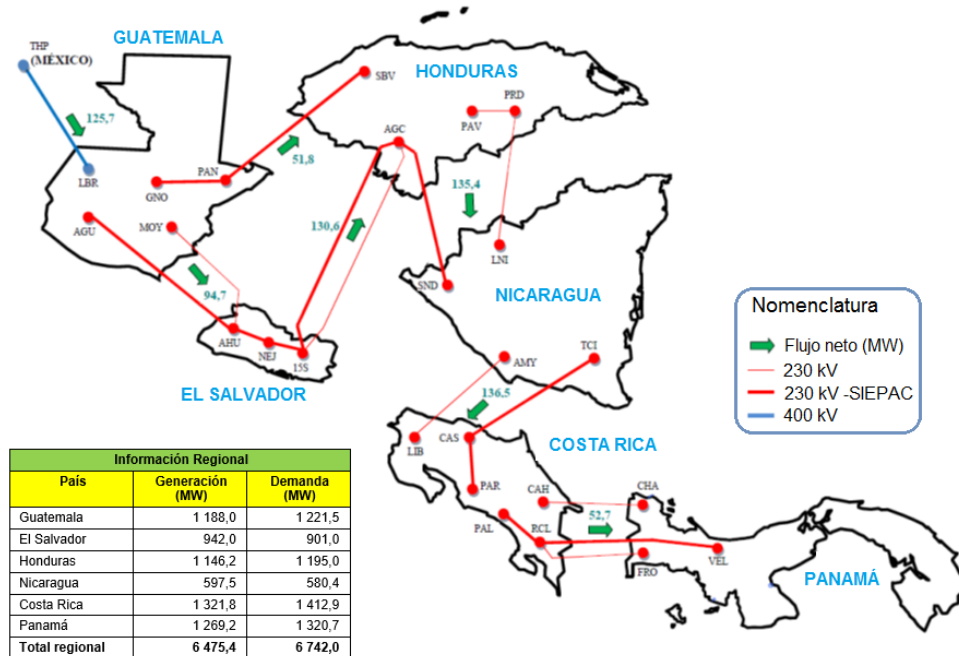 THP
(MÉXICO)
GUATEMALA
125,7
LBR
GNO
PAN
AGU
MOY
51,8
94,7
SBV
HONDURAS
PAV
PRD
AGC
130,6
135,4
LNI
SND
NICARAGUA
AHU
NEJ
15S
EL SALVADOR
AMY
TCI
136,5
LIB
CAS
COSTA RICA
PAR
CAH
CHA
PAL
RCL
52,7
FRO
VEL
PANAMÁ
Nomenclatura
Flujo neto (MW)
230 kV
230 kV -SIEPAC
400 kV
Información Regional
País Generación (MW) Demanda (MW)
Guatemala 1 188,0 1 221,5
El Salvador 942,0 901,0
Honduras 1 146,2 1 195,0
Nicaragua 597,5 580,4
Costa Rica 1 321,8 1 412,9
Panamá 1 269,2 1 320,7
Total regional 6 475,4 6 742,0